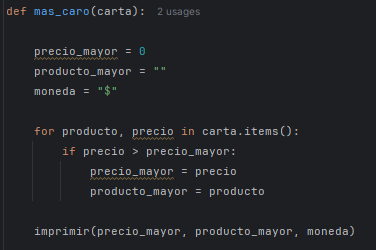 def mas_caro(carta): 2 usages
precio_mayor = 0
producto_mayor = ""
moneda = "$"
for producto, precio in carta.items():
if precio > precio_mayor:
precio_mayor = precio
producto_mayor = producto
imprimir(precio_mayor, producto_mayor, moneda)